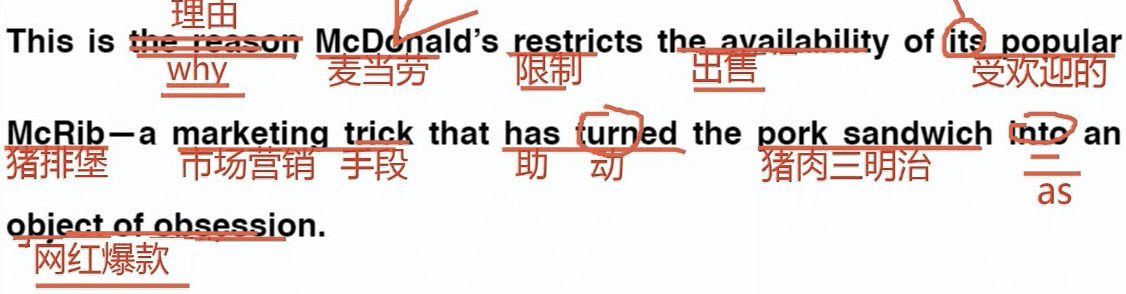 理由
This is the reason McDonald's restricts the availability of its popular
why 麦当劳 限制 出售 受欢迎的
McRib—a marketing trick that has turned the pork sandwich into an
猪排堡 市场营销 手段 助 动 猪肉三明治 as
object of obsession.
网红爆款